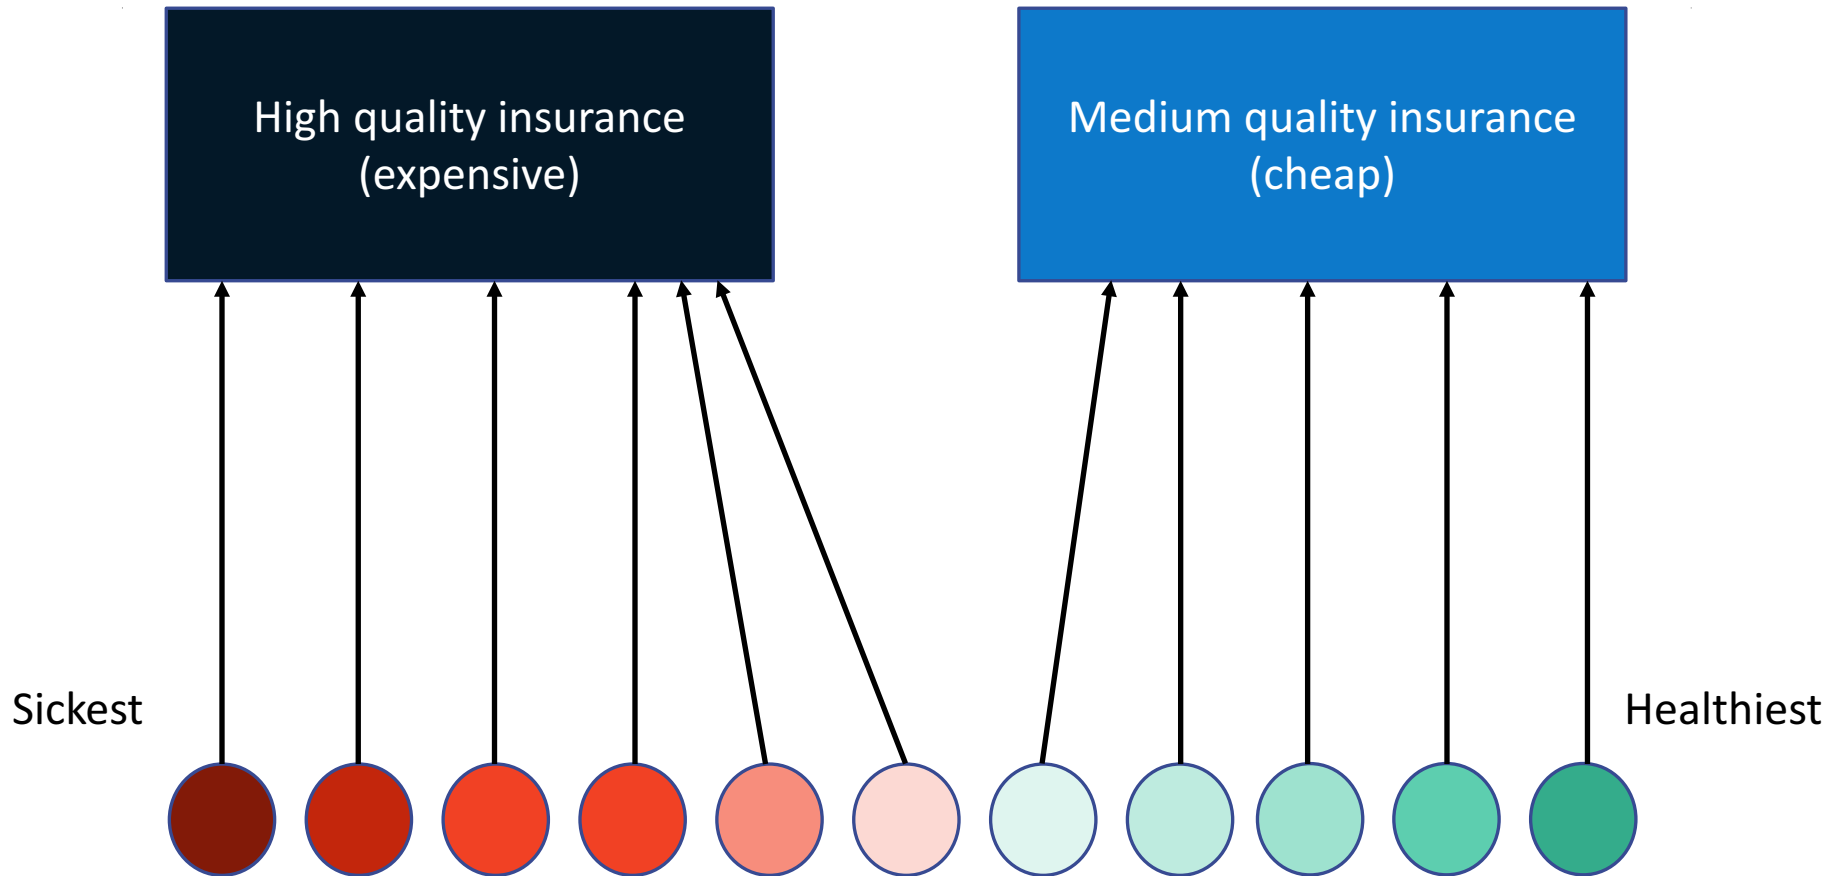 High quality insurance
(expensive)
Medium quality insurance
(cheap)
Sickest
Healthiest